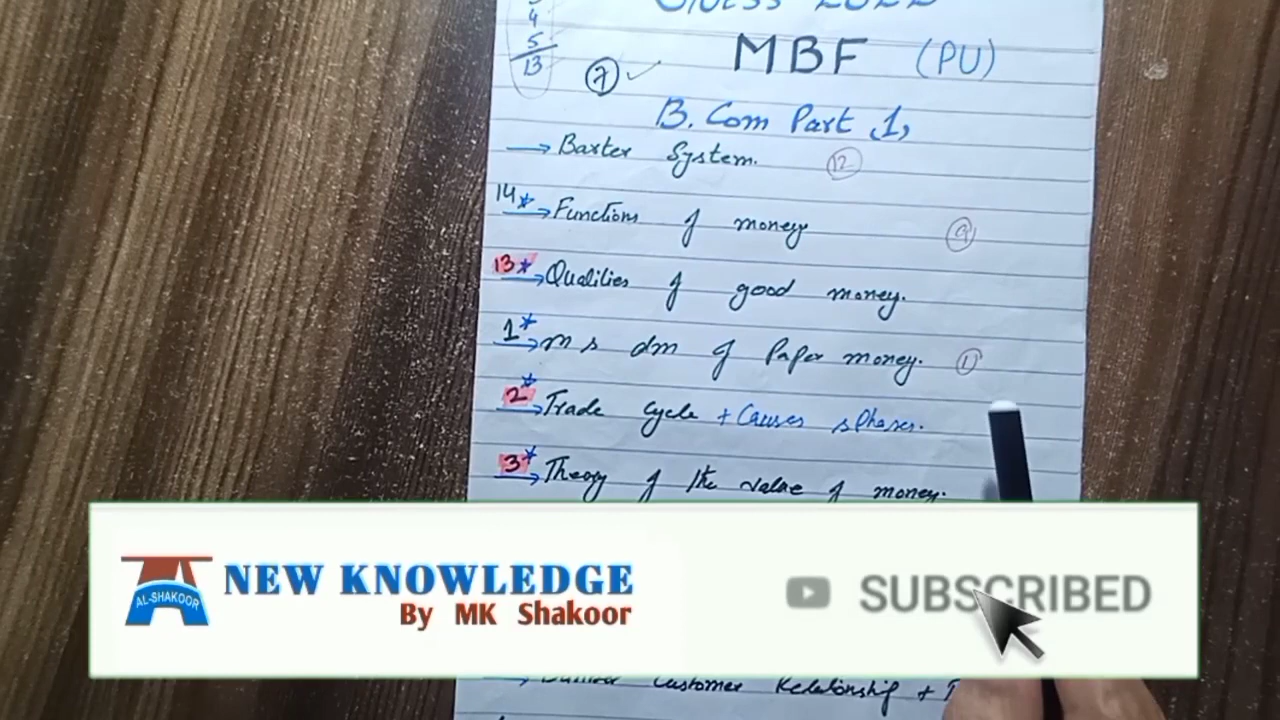 4
5
13
MBF (PU)
7 ✓
B. Com Part 1,
→ Barter System. 12
14* → Functions of money 9
13* → Qualities of good money.
1* → m s dm of Paper money. 1
2* → Trade Cycle + Causes s Phases.
3* → Theory of the value of money.
AL-SHAKOOR
NEW KNOWLEDGE
By MK Shakoor
SUBSCRIBED
→ Customer Relationship +